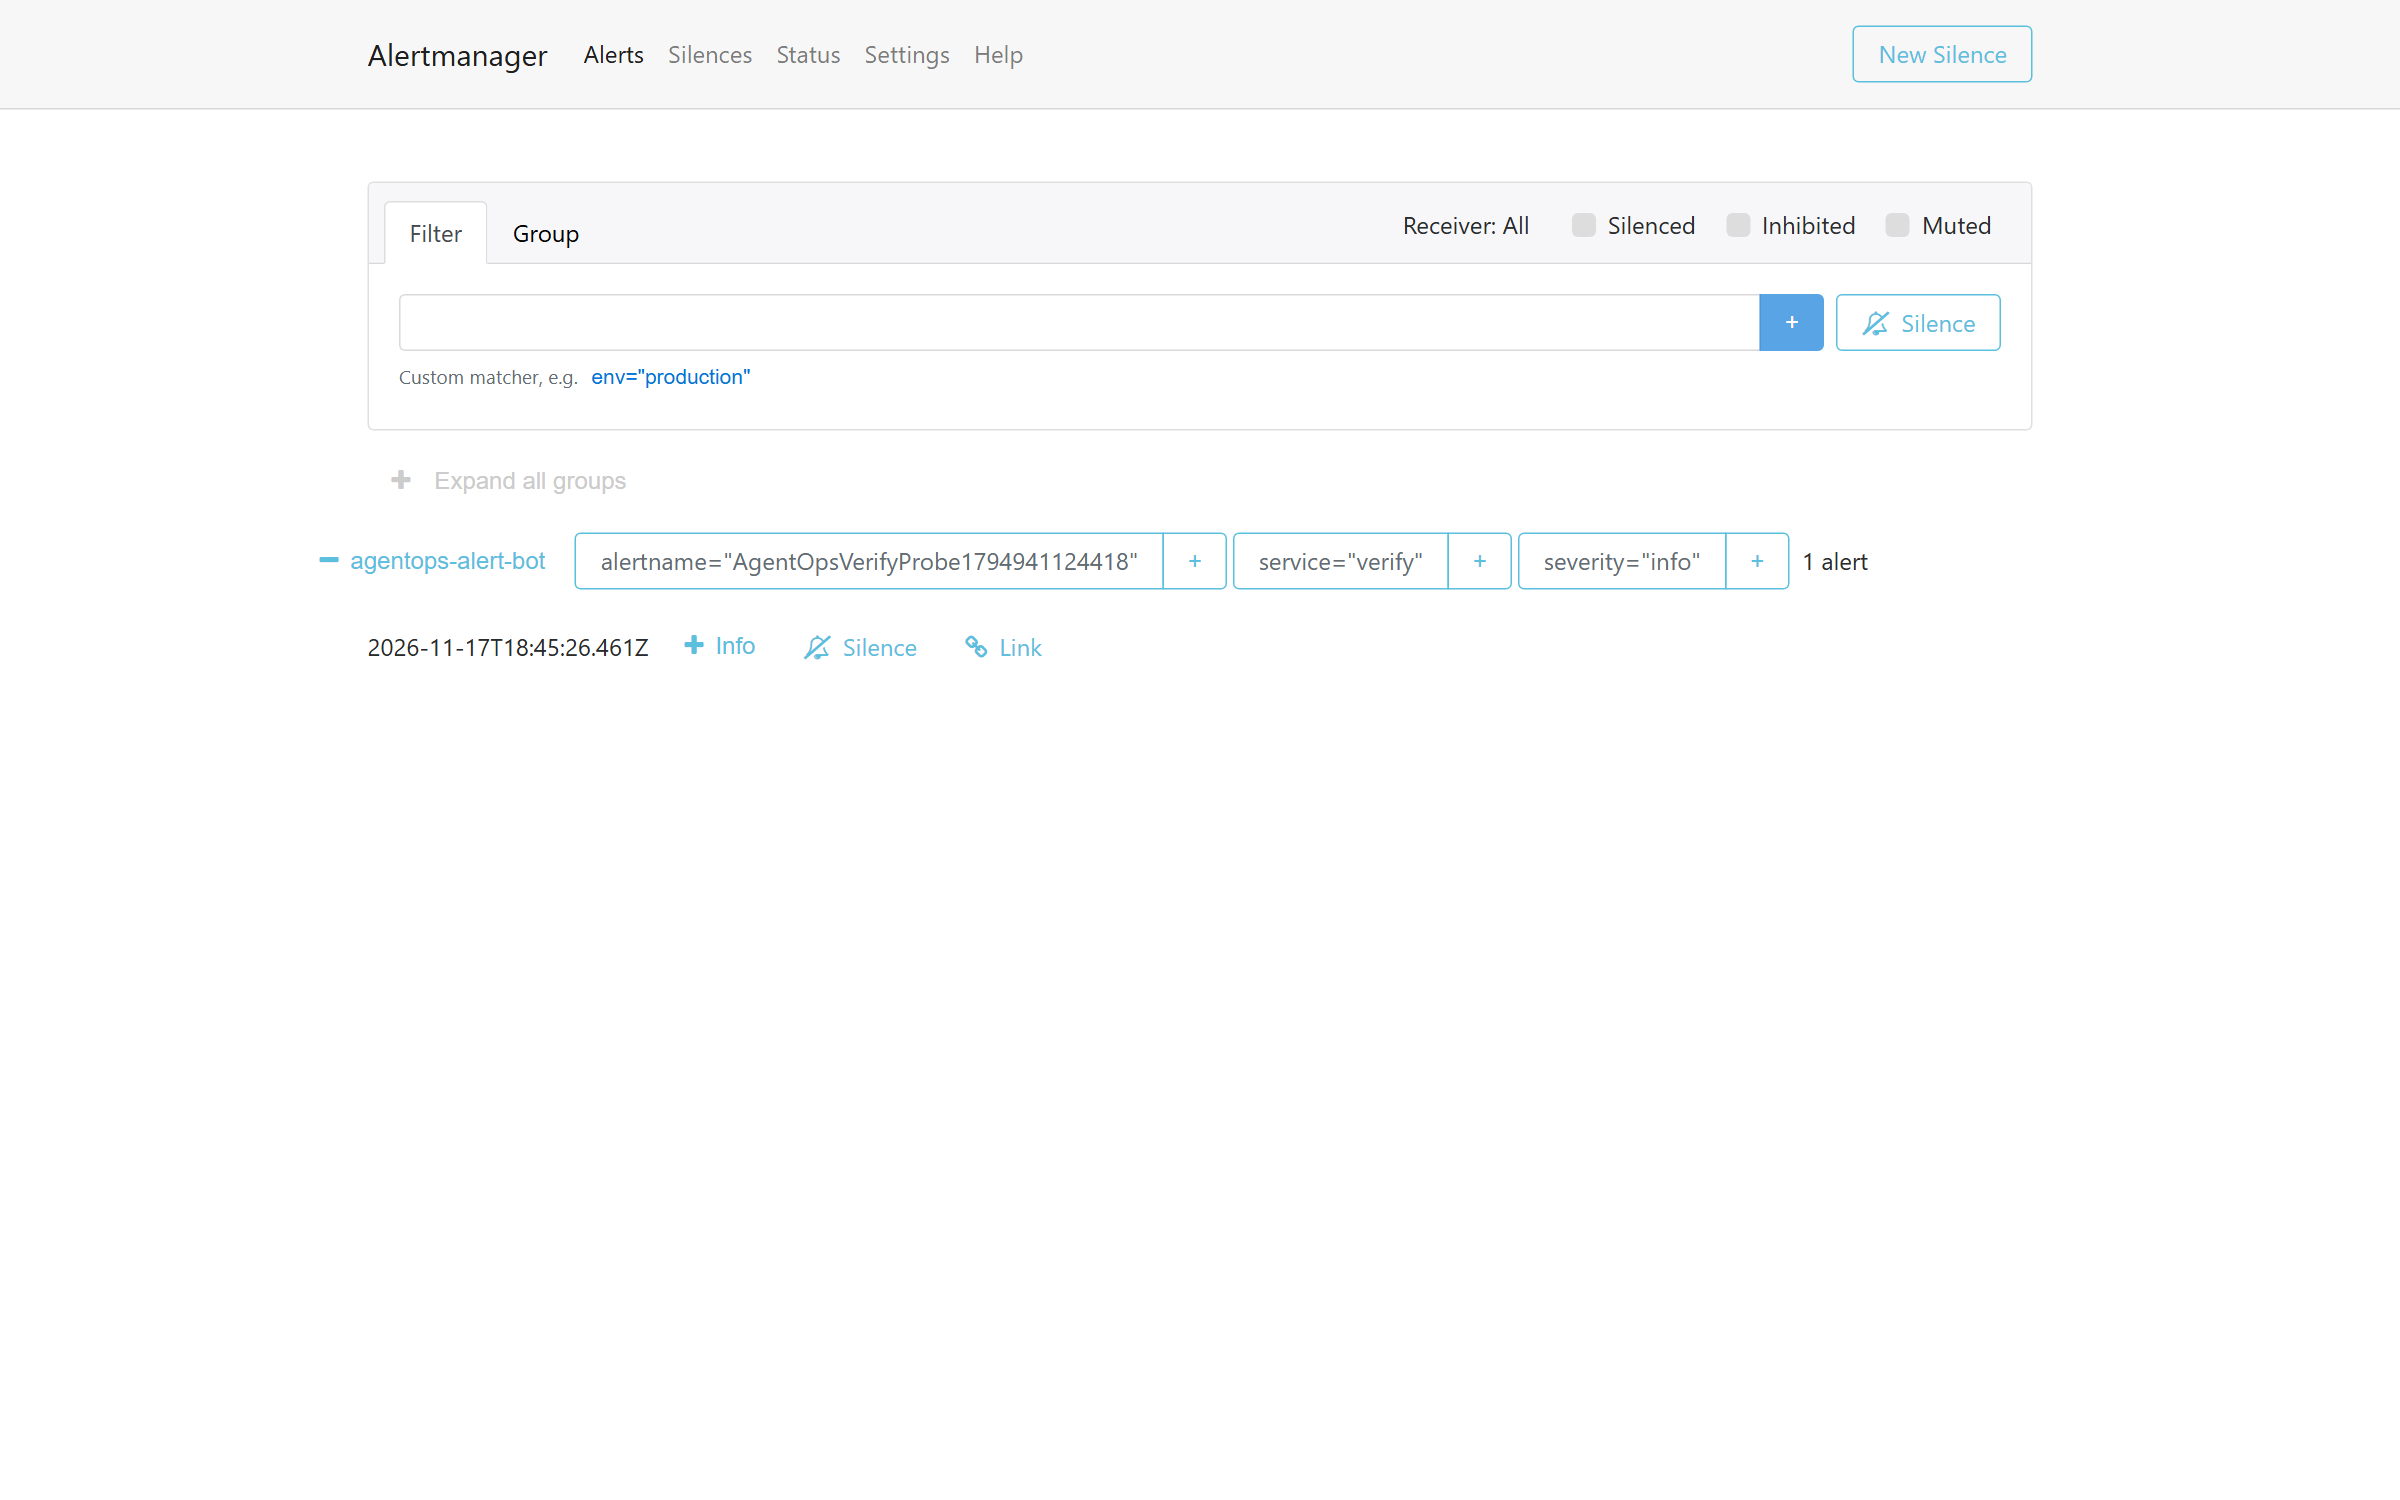 Alertmanager Alerts Silences Status Settings Help New Silence
Filter Group Receiver: All Silenced Inhibited Muted
+ Silence
Custom matcher, e.g. env="production"
Expand all groups
agentops-alert-bot alertname="AgentOpsVerifyProbe1794941124418" + service="verify" + severity="info" + 1 alert
2026-11-17T18:45:26.461Z Info Silence Link